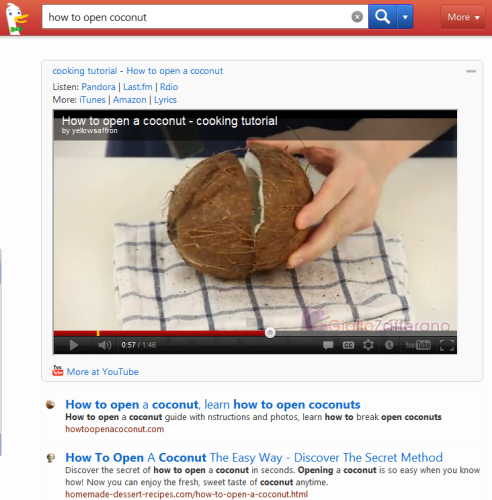 how to open coconut
More
cooking tutorial - How to open a coconut
Listen: Pandora | Last.fm | Rdio
More: iTunes | Amazon | Lyrics
How to open a coconut - cooking tutorial
by yellowsaffron
GialloZafferano
0:57 / 1:46
CC
YouTube
You Tube
More at YouTube
How to open a coconut, learn how to open coconuts
How to open a coconut guide with nstructions and photos, learn how to break open coconuts
howtoopenacoconut.com
How To Open A Coconut The Easy Way - Discover The Secret Method
Discover the secret of how to open a coconut in seconds. Opening a coconut is so easy when you know
how! Now you can enjoy the fresh, sweet taste of coconut anytime.
homemade-dessert-recipes.com/how-to-open-a-coconut.html